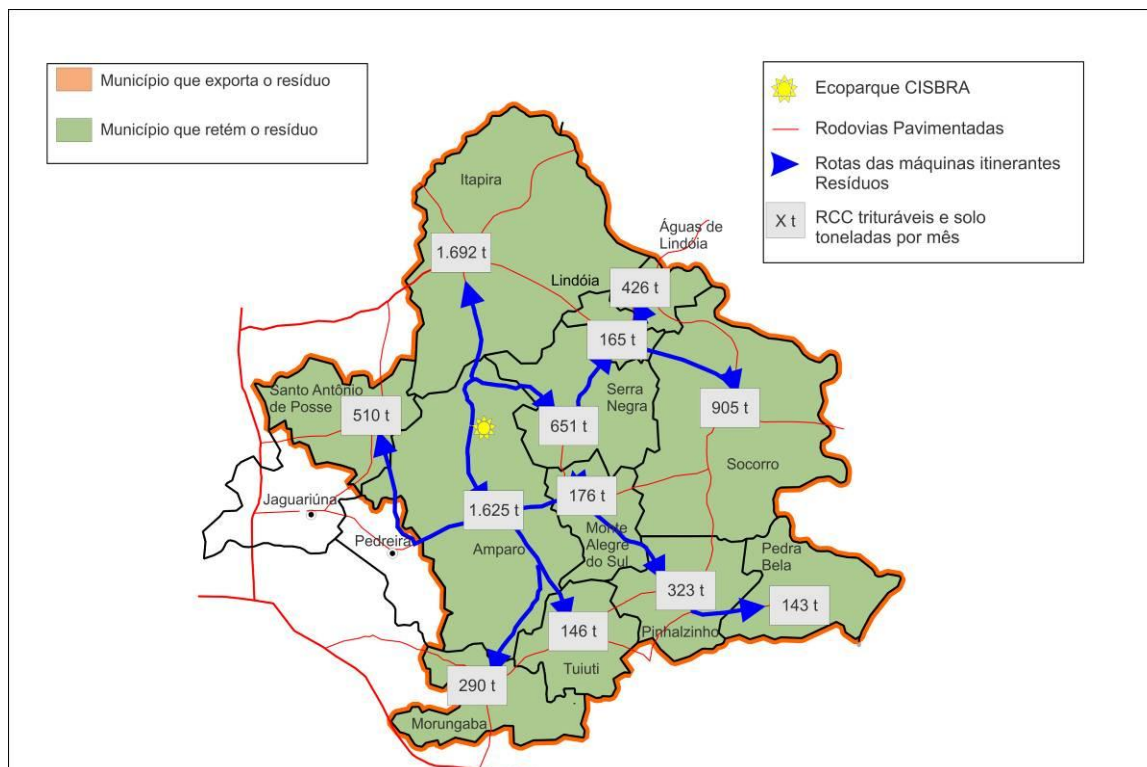 Município que exporta o resíduo
Município que retém o resíduo
Ecoparque CISBRA
Rodovias Pavimentadas
Rotas das máquinas itinerantes
Resíduos
X t
RCC trituráveis e solo
toneladas por mês
Itapira
1.692 t
Águas de
Lindóia
Lindóia
426 t
165 t
Serra
Negra
651 t
905 t
Socorro
Santo Antônio
de Posse
510 t
Jaguariúna
Pedreira
1.625 t
Amparo
176 t
Monte
Alegre
do Sul
Pedra
Bela
323 t
143 t
Pinhalzinho
146 t
Tuiuti
290 t
Morungaba